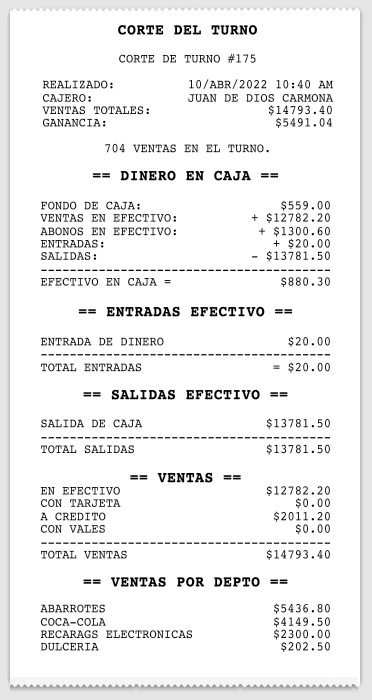 CORTE DEL TURNO
CORTE DE TURNO #175
REALIZADO: 10/ABR/2022 10:40 AM
CAJERO: JUAN DE DIOS CARMONA
VENTAS TOTALES: $14793.40
GANANCIA: $5491.04
704 VENTAS EN EL TURNO.
== DINERO EN CAJA ==
FONDO DE CAJA: $559.00
VENTAS EN EFECTIVO: + $12782.20
ABONOS EN EFECTIVO: + $1300.60
ENTRADAS: + $20.00
SALIDAS: - $13781.50
EFECTIVO EN CAJA = $880.30
== ENTRADAS EFECTIVO ==
ENTRADA DE DINERO $20.00
TOTAL ENTRADAS = $20.00
== SALIDAS EFECTIVO ==
SALIDA DE CAJA $13781.50
TOTAL SALIDAS $13781.50
== VENTAS ==
EN EFECTIVO $12782.20
CON TARJETA $0.00
A CREDITO $2011.20
CON VALES $0.00
TOTAL VENTAS $14793.40
== VENTAS POR DEPTO ==
ABARROTES $5436.80
COCA-COLA $4149.50
RECARAGS ELECTRONICAS $2300.00
DULCERIA $202.50